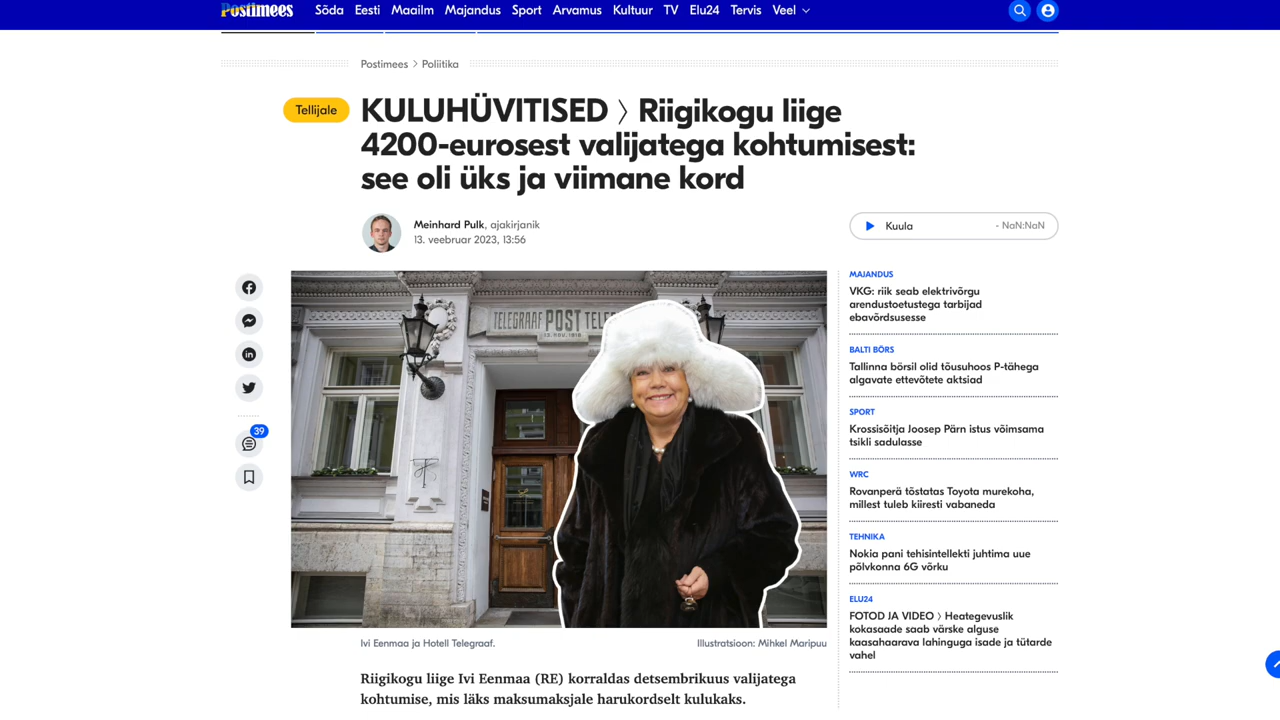 Postimees
Sõda Eesti Maailm Majandus Sport Arvamus Kultuur TV Elu24 Tervis Veel
Postimees > Poliitika
Tellijale
KULUHÜVITISED 〉 Riigikogu liige
4200-eurosest valijatega kohtumisest:
see oli üks ja viimane kord
Meinhard Pulk, ajakirjanik
13. veebruar 2023, 13:56
Kuula - NaN:NaN
39
TELEGRAAF POST TELE
13. NOV. 1918
Ivi Eenmaa ja Hotell Telegraaf.
Illustratsioon: Mihkel Maripuu
Riigikogu liige Ivi Eenmaa (RE) korraldas detsembrikuus valijatega
kohtumise, mis läks maksumaksjale harukordselt kulukaks.
MAJANDUS
VKG: riik seab elektrivõrgu
arendustoetustega tarbijad
ebavõrdsusesse
BALTI BÖRS
Tallinna börsil olid tõusuhoos P-tähega
algavate ettevõtete aktsiad
SPORT
Krossisõitja Joosep Pärn istus võimsama
tsikli sadulasse
WRC
Rovanperä tõstatas Toyota murekoha,
millest tuleb kiiresti vabaneda
TEHNIKA
Nokia pani tehisintellekti juhtima uue
põlvkonna 6G võrku
ELU24
FOTOD JA VIDEO 〉 Heategevuslik
kokasaade saab värske alguse
kaasahaarava lahinguga isade ja tütarde
vahel